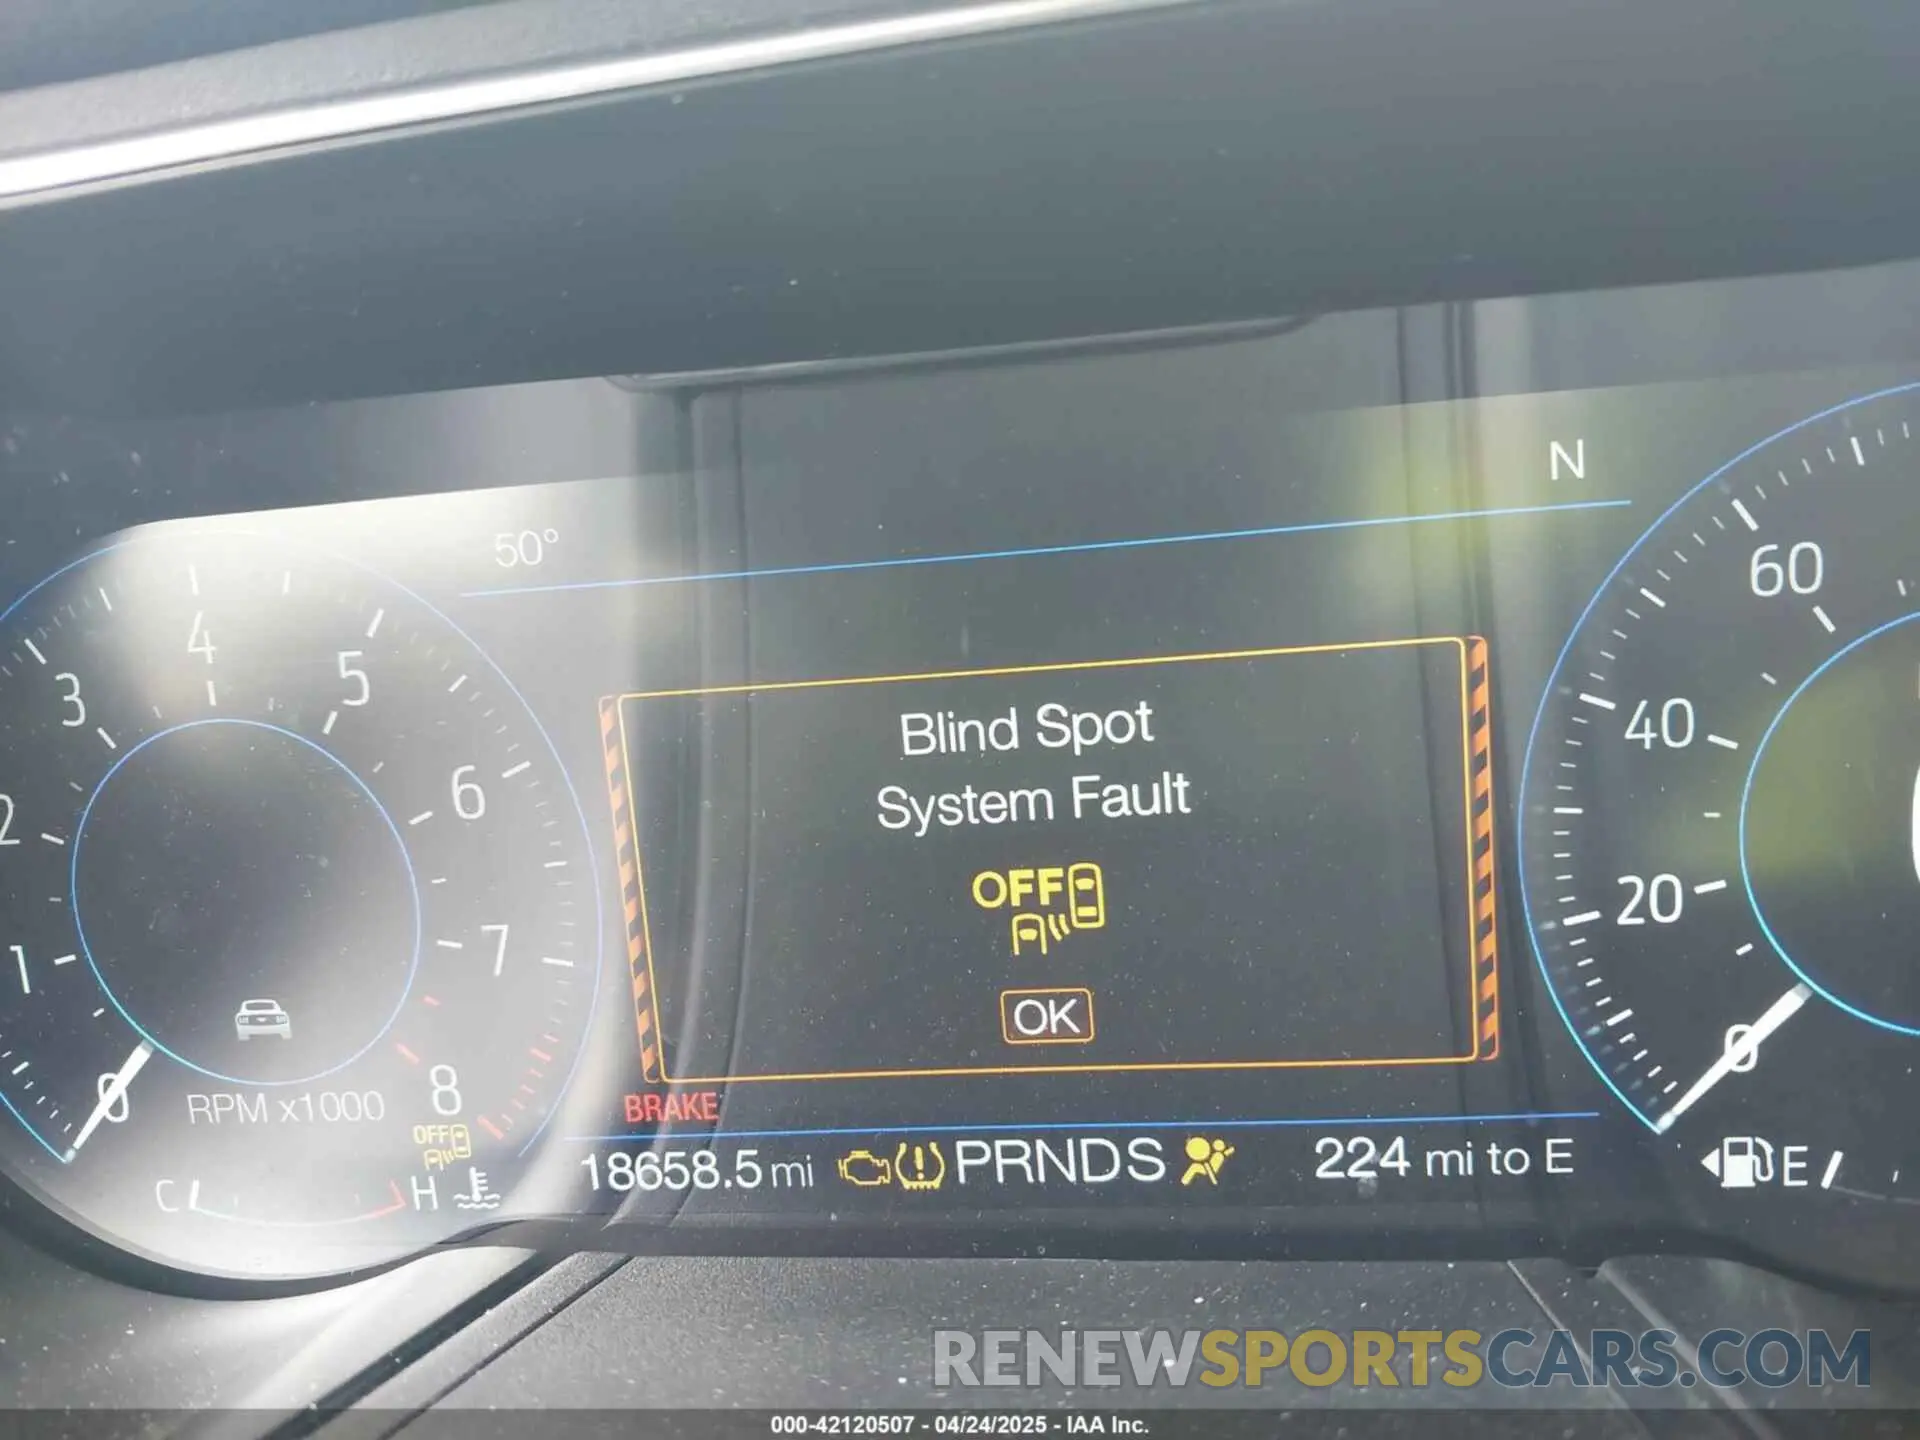 N
50°
60
4
3
5
40
6
2
20
7
1
0
0
8
RPM x1000
Blind Spot
System Fault
OFF
OK
BRAKE
OFF
18658.5 mi
PRNDS
224 mi to E
E
C
H
RENEWSPORTSCARS.COM
000-42120507 - 04/24/2025 - IAA Inc.